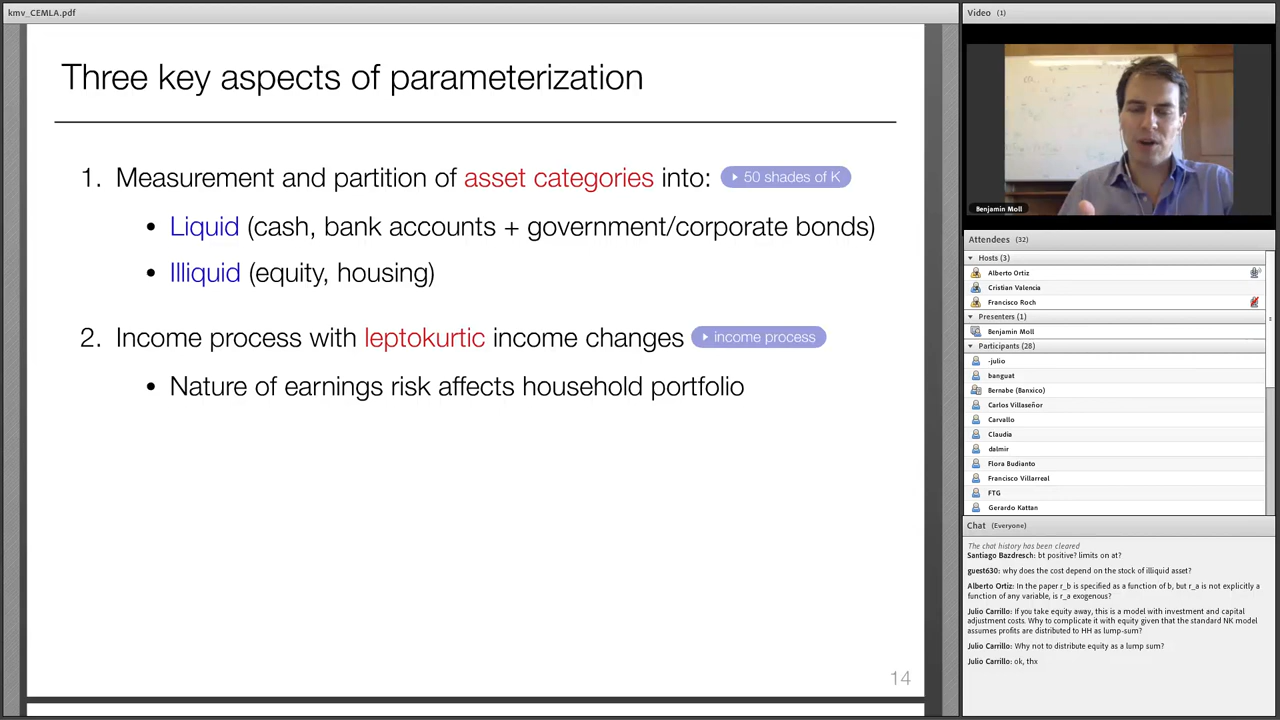 kmv_CEMLA.pdf
Three key aspects of parameterization
1. Measurement and partition of asset categories into: 50 shades of K
• Liquid (cash, bank accounts + government/corporate bonds)
• Illiquid (equity, housing)
2. Income process with leptokurtic income changes income process
• Nature of earnings risk affects household portfolio
14
Video (1)
Benjamin Moll
Attendees (32)
Hosts (3)
Alberto Ortiz
Cristian Valencia
Francisco Roch
Presenters (1)
Benjamin Moll
Participants (28)
-julio
banguat
Bernabe (Banxico)
Carlos Villaseñor
Carvallo
Claudia
dalmir
Flora Budianto
Francisco Villarreal
FTG
Gerardo Kattan
Chat (Everyone)
The chat history has been cleared
Santiago Bazdresch: bt positive? limits on at?
guest630: why does the cost depend on the stock of illiquid asset?
Alberto Ortiz: In the paper r_b is specified as a function of b, but r_a is not explicitly a
function of any variable, is r_a exogenous?
Julio Carrillo: If you take equity away, this is a model with investment and capital
adjustment costs. Why to complicate it with equity given that the standard NK model
assumes profits are distributed to HH as lump-sum?
Julio Carrillo: Why not to distribute equity as a lump sum?
Julio Carrillo: ok, thx